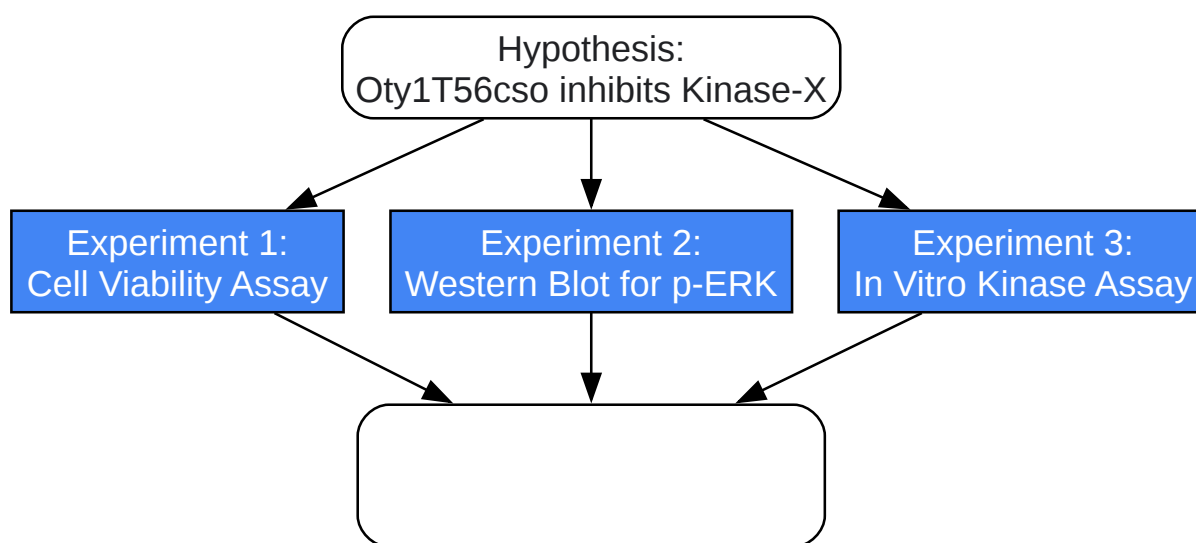 Hypothesis:
Oty1T56cso inhibits Kinase-X
Experiment 1:
Cell Viability Assay
Experiment 2:
Western Blot for p-ERK
Experiment 3:
In Vitro Kinase Assay